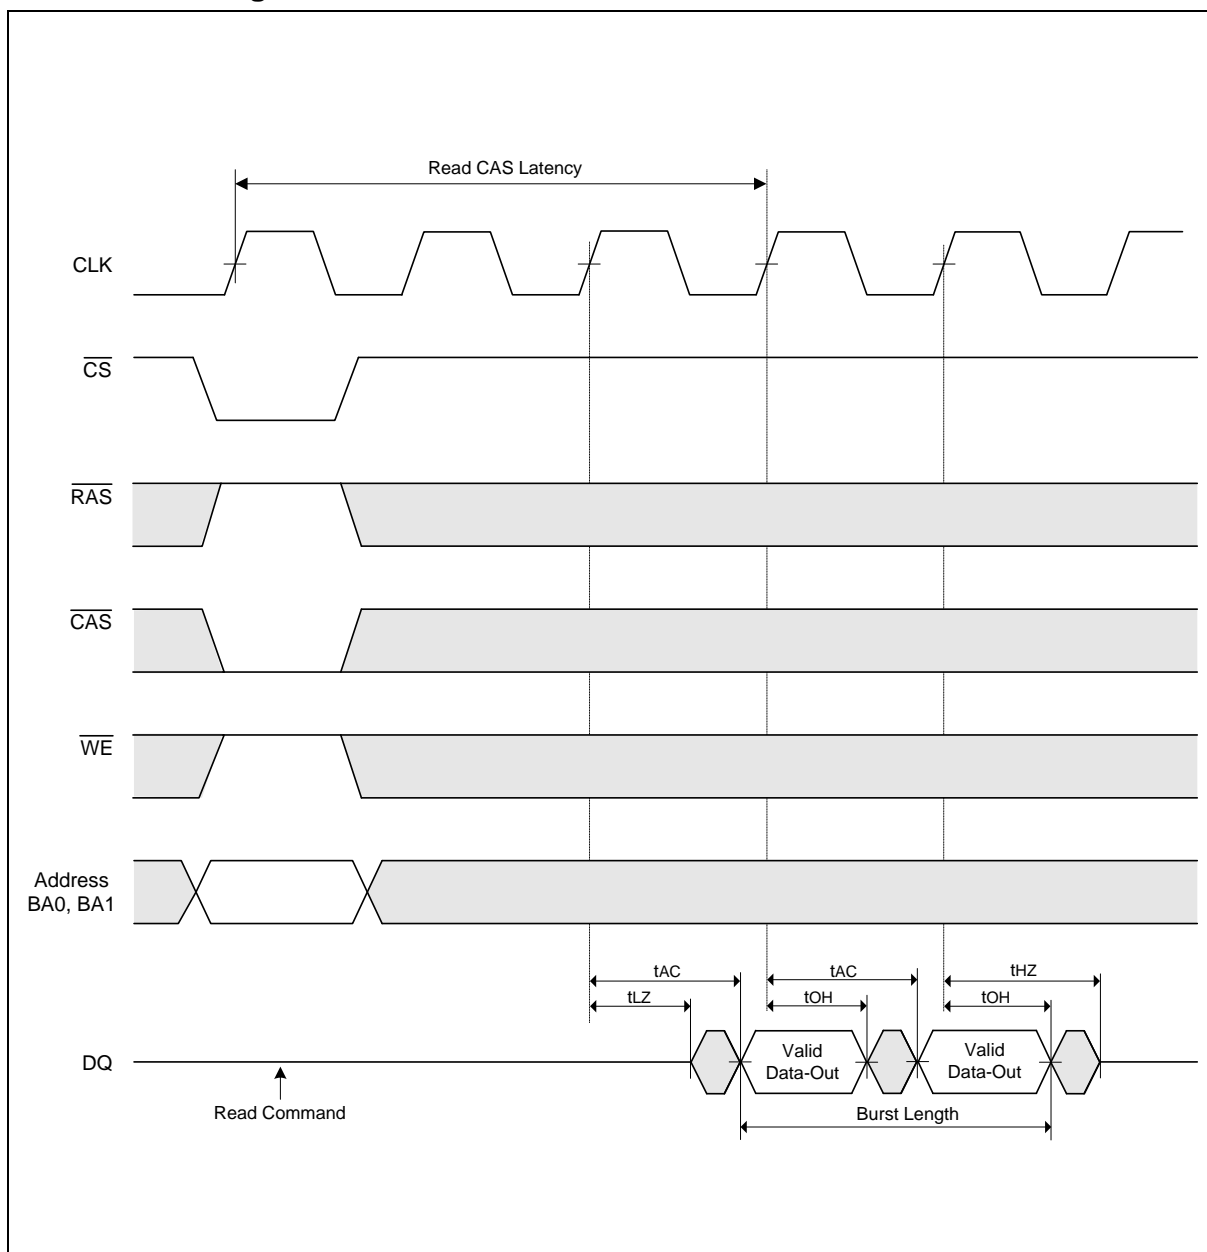 Read CAS Latency
CLK
CS
RAS
CAS
WE
Address
BA0, BA1
tAC
tAC
tHZ
tLZ
tOH
tOH
DQ
Valid
Data-Out
Valid
Data-Out
Read Command
Burst Length